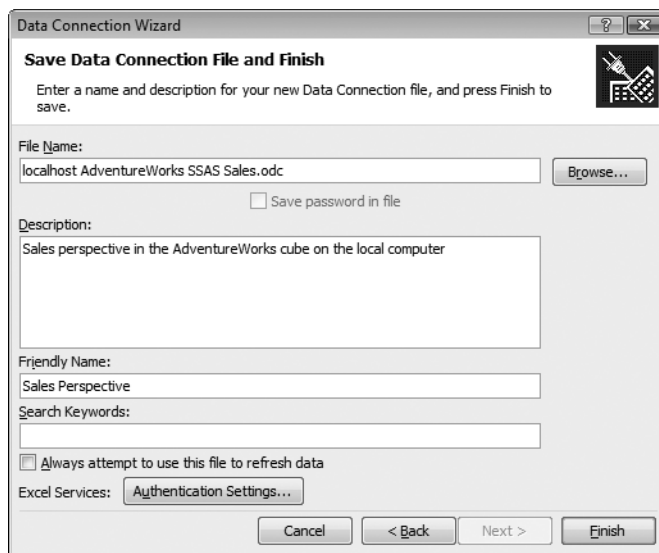 Data Connection Wizard
Save Data Connection File and Finish
Enter a name and description for your new Data Connection file, and press Finish to
save.
File Name:
localhost AdventureWorks SSAS Sales.odc
Browse...
Save password in file
Description:
Sales perspective in the AdventureWorks cube on the local computer
Friendly Name:
Sales Perspective
Search Keywords:
Always attempt to use this file to refresh data
Excel Services: Authentication Settings...
Cancel < Back Next > Finish